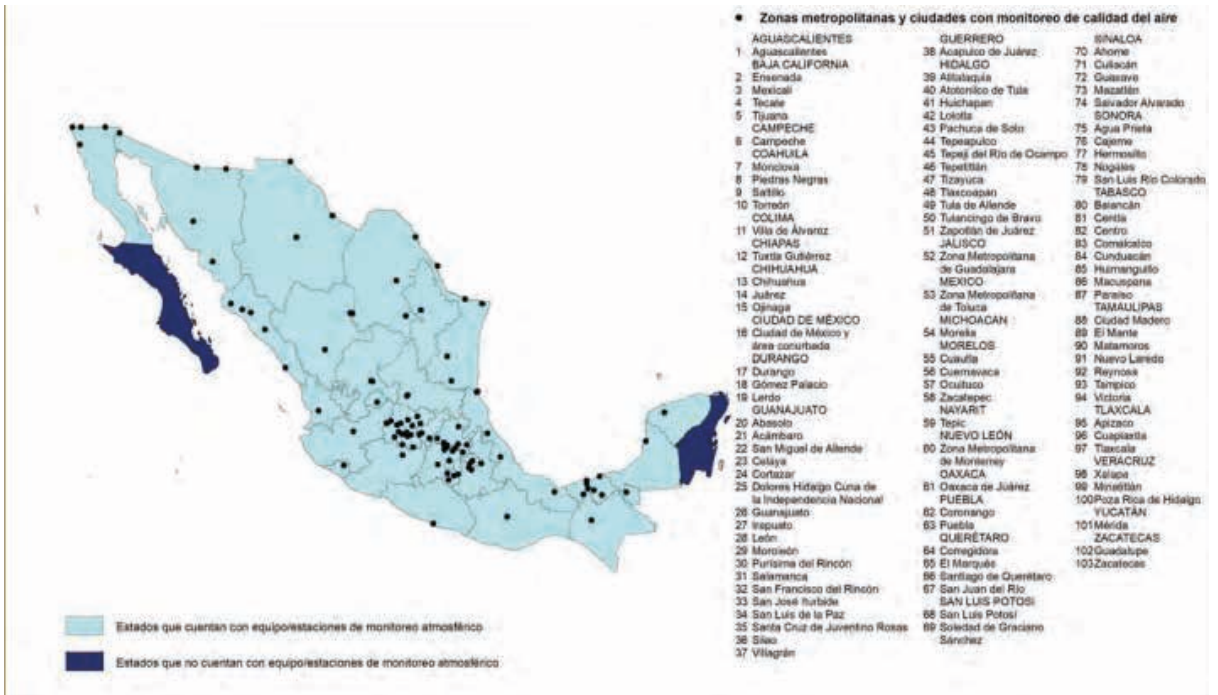 Zonas metropolitanas y ciudades con monitoreo de calidad del aire
AGUASCALIENTES
1 Aguascalientes
BAJA CALIFORNIA
2 Ensenada
3 Mexicali
4 Tecate
5 Tijuana
CAMPECHE
6 Campeche
COAHUILA
7 Monclova
8 Piedras Negras
9 Saltillo
10 Torreón
COLIMA
11 Villa de Álvarez
CHIAPAS
12 Tuxtla Gutiérrez
CHIHUAHUA
13 Chihuahua
14 Juárez
15 Ojinaga
CIUDAD DE MÉXICO
16 Ciudad de México y
área conurbada
DURANGO
17 Durango
18 Gómez Palacio
19 Lerdo
GUANAJUATO
20 Abasolo
21 Acámbaro
22 San Miguel de Allende
23 Celaya
24 Cortazar
25 Dolores Hidalgo Cuna de
la Independencia Nacional
26 Guanajuato
27 Irapuato
28 León
29 Moroleón
30 Purísima del Rincón
31 Salamanca
32 San Francisco del Rincón
33 San José Iturbide
34 San Luis de la Paz
35 Santa Cruz de Juventino Rosas
36 Silao
37 Villagrán
GUERRERO
38 Acapulco de Juárez
HIDALGO
39 Atitalaquia
40 Atotonilco de Tula
41 Huichapan
42 Lolotla
43 Pachuca de Soto
44 Tepeapulco
45 Tepeji del Río de Ocampo
46 Tepetitlán
47 Tizayuca
48 Tlaxcoapan
49 Tula de Allende
50 Tulancingo de Bravo
51 Zapotlán de Juárez
JALISCO
52 Zona Metropolitana
de Guadalajara
MEXICO
53 Zona Metropolitana
de Toluca
MICHOACAN
54 Morelia
MORELOS
55 Cuautla
56 Cuernavaca
57 Ocuituco
58 Zacatepec
NAYARIT
59 Tepic
NUEVO LEÓN
60 Zona Metropolitana
de Monterrey
OAXACA
61 Oaxaca de Juárez
PUEBLA
62 Coronango
63 Puebla
QUERÉTARO
64 Corregidora
65 El Marqués
66 Santiago de Querétaro
67 San Juan del Río
SAN LUIS POTOSI
68 San Luis Potosí
69 Soledad de Graciano
Sánchez
SINALOA
70 Ahome
71 Culiacán
72 Guasave
73 Mazatlán
74 Salvador Alvarado
SONORA
75 Agua Prieta
76 Cajeme
77 Hermosillo
78 Nogales
79 San Luis Río Colorado
TABASCO
80 Balancán
81 Centla
82 Centro
83 Comalcalco
84 Cunduacán
85 Huimanguillo
86 Macuspana
87 Paraíso
TAMAULIPAS
88 Ciudad Madero
89 El Mante
90 Matamoros
91 Nuevo Laredo
92 Reynosa
93 Tampico
94 Victoria
TLAXCALA
95 Apizaco
96 Cuapiaxtla
97 Tlaxcala
VERACRUZ
98 Xalapa
99 Minatitlán
100 Poza Rica de Hidalgo
YUCATÁN
101 Mérida
ZACATECAS
102 Guadalupe
103 Zacatecas
Estados que cuentan con equipo/estaciones de monitoreo atmosférico
Estados que no cuentan con equipo/estaciones de monitoreo atmosférico